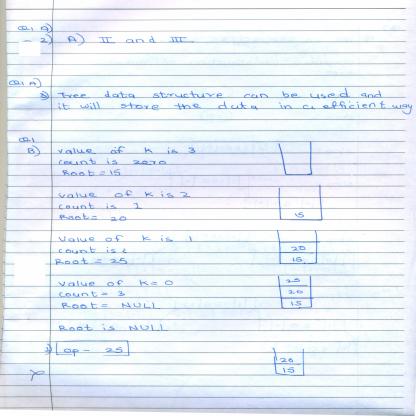 Q1 A)
- 2) A) II and III
Q1 A)
3) Tree data structure can be used and
it will store the data in a efficient way
Q1
B) value of K is 3
count is zero
Root = 15
value of K is 2
count is 1
Root = 20
15
Value of K is 1
count is 2
Root = 25
20
15
value of K = 0
count = 3
Root = NULL
25
20
15
Root is NULL
1) op - 25
20
15